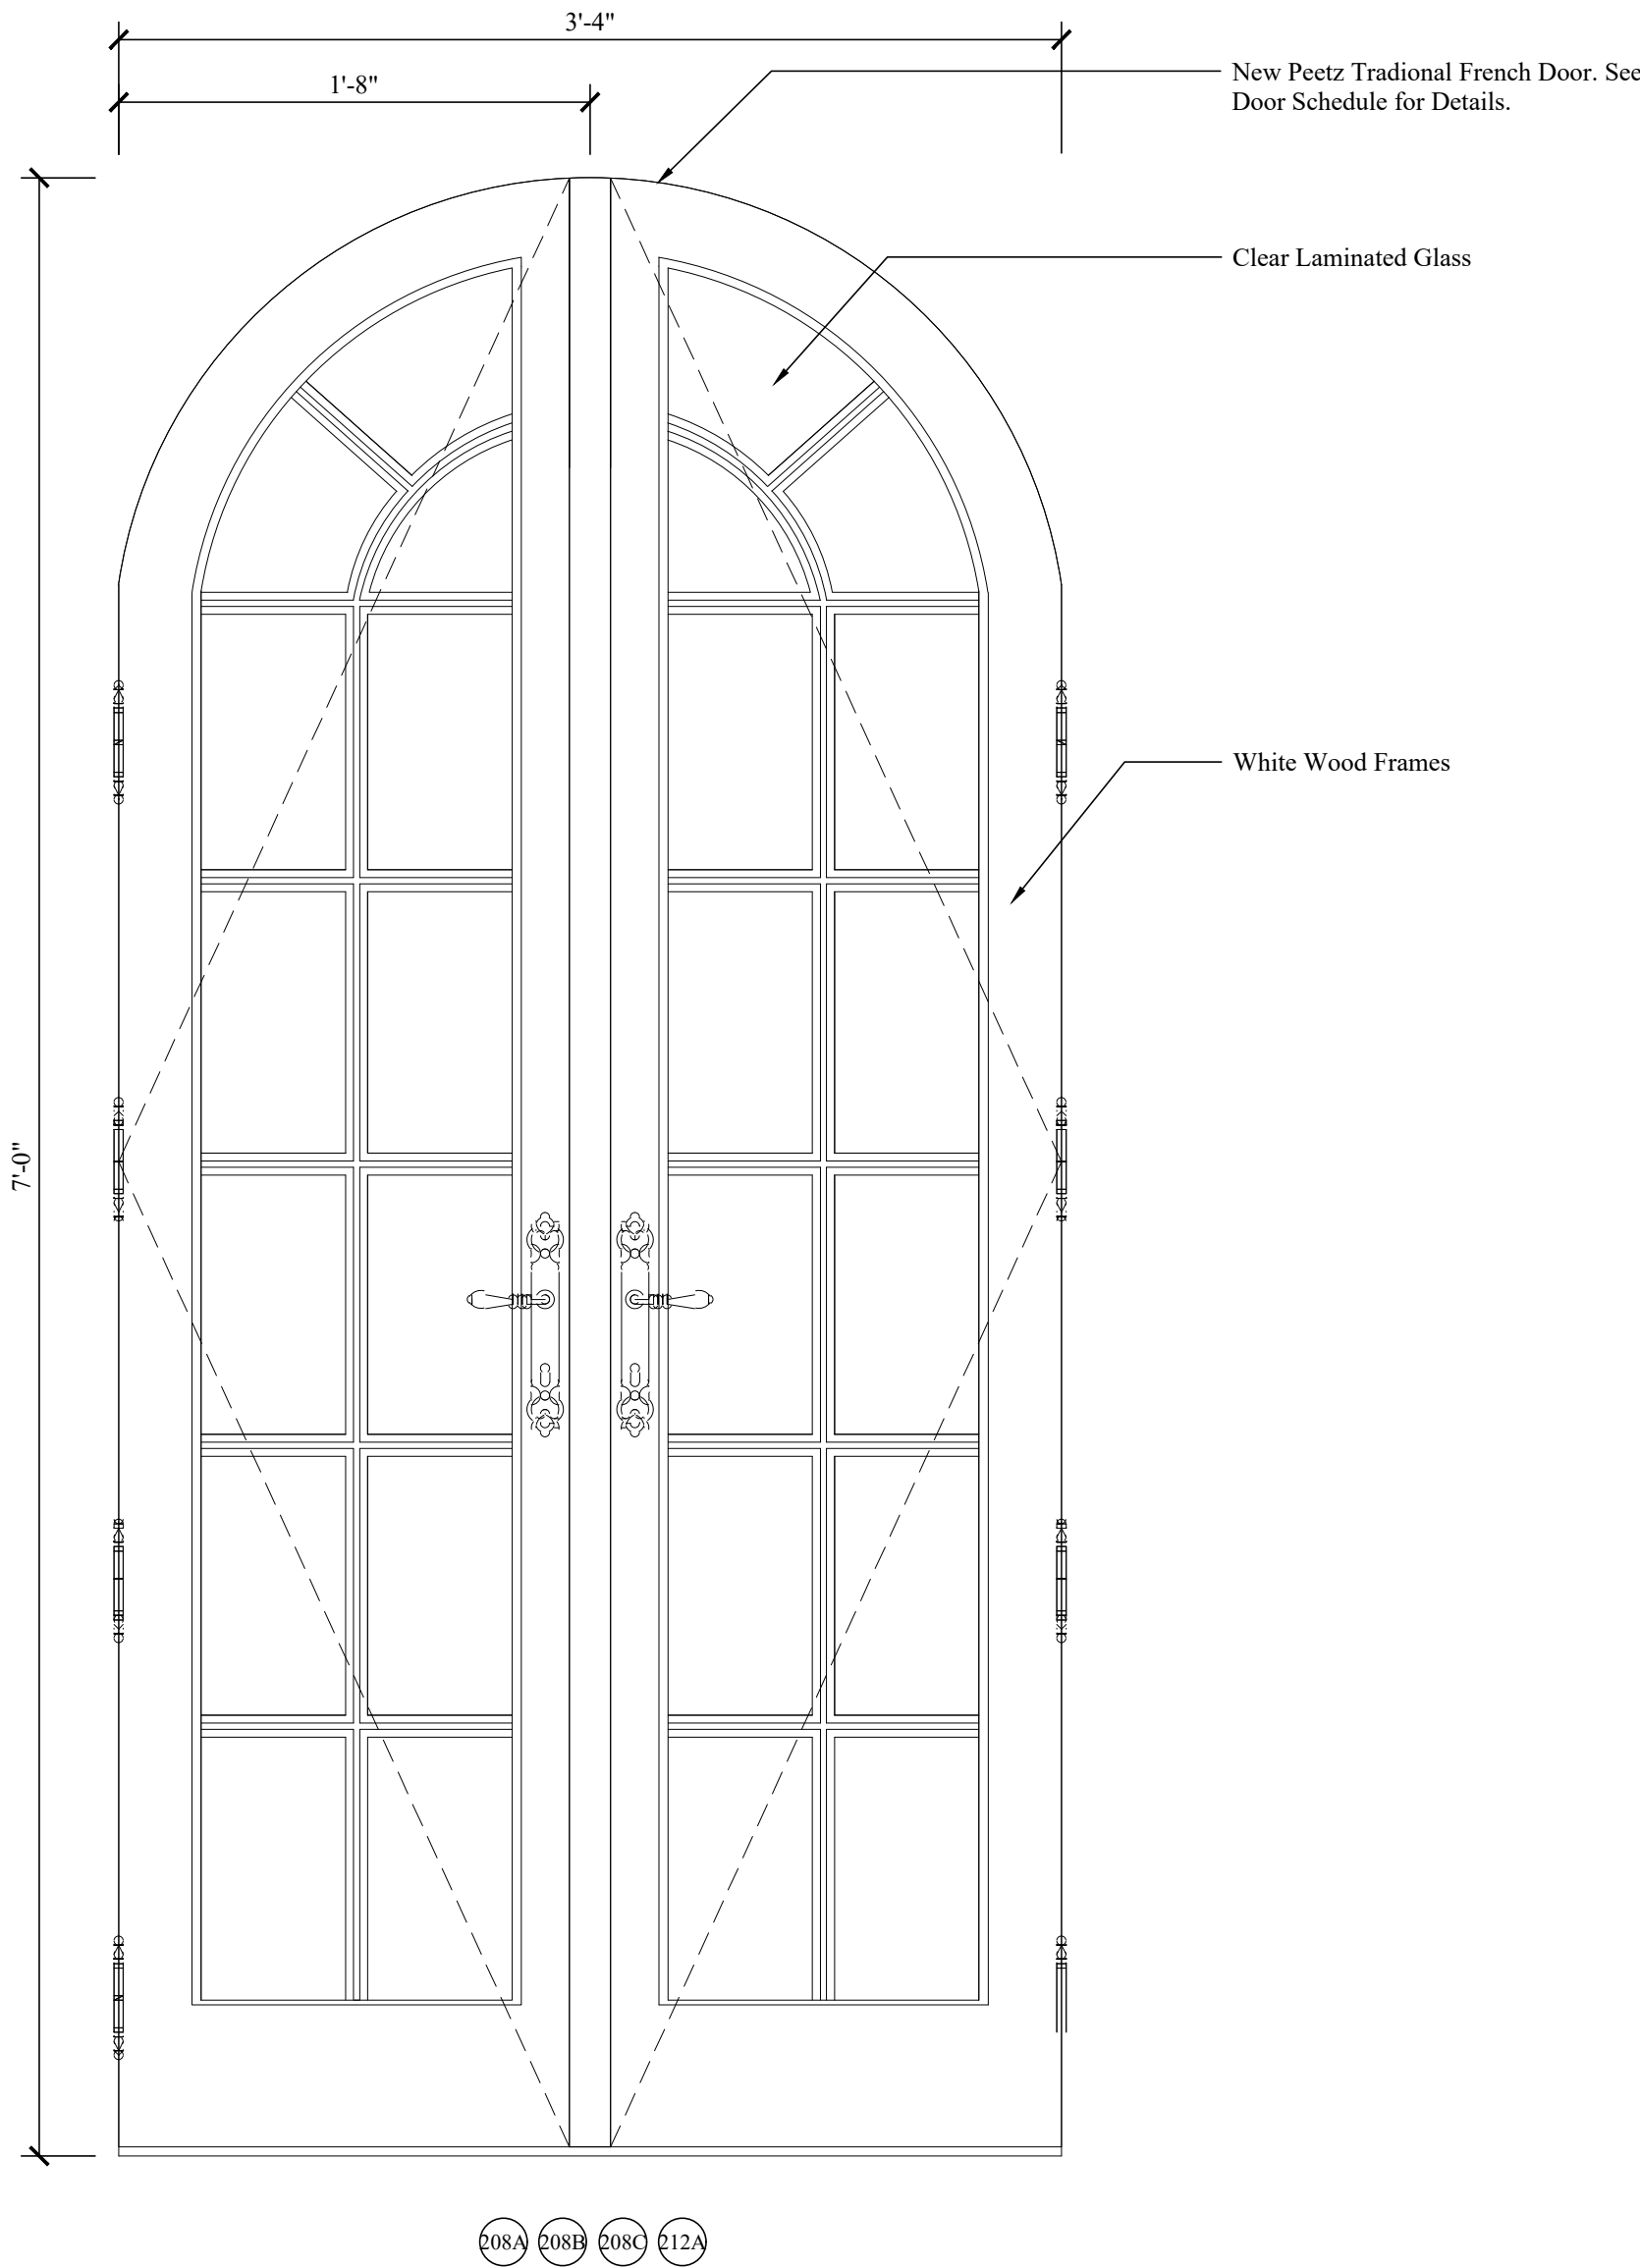 3'-4"
1'-8"
New Peetz Tradional French Door. See
Door Schedule for Details.
Clear Laminated Glass
White Wood Frames
7'-0"
208A 208B 208C 212A